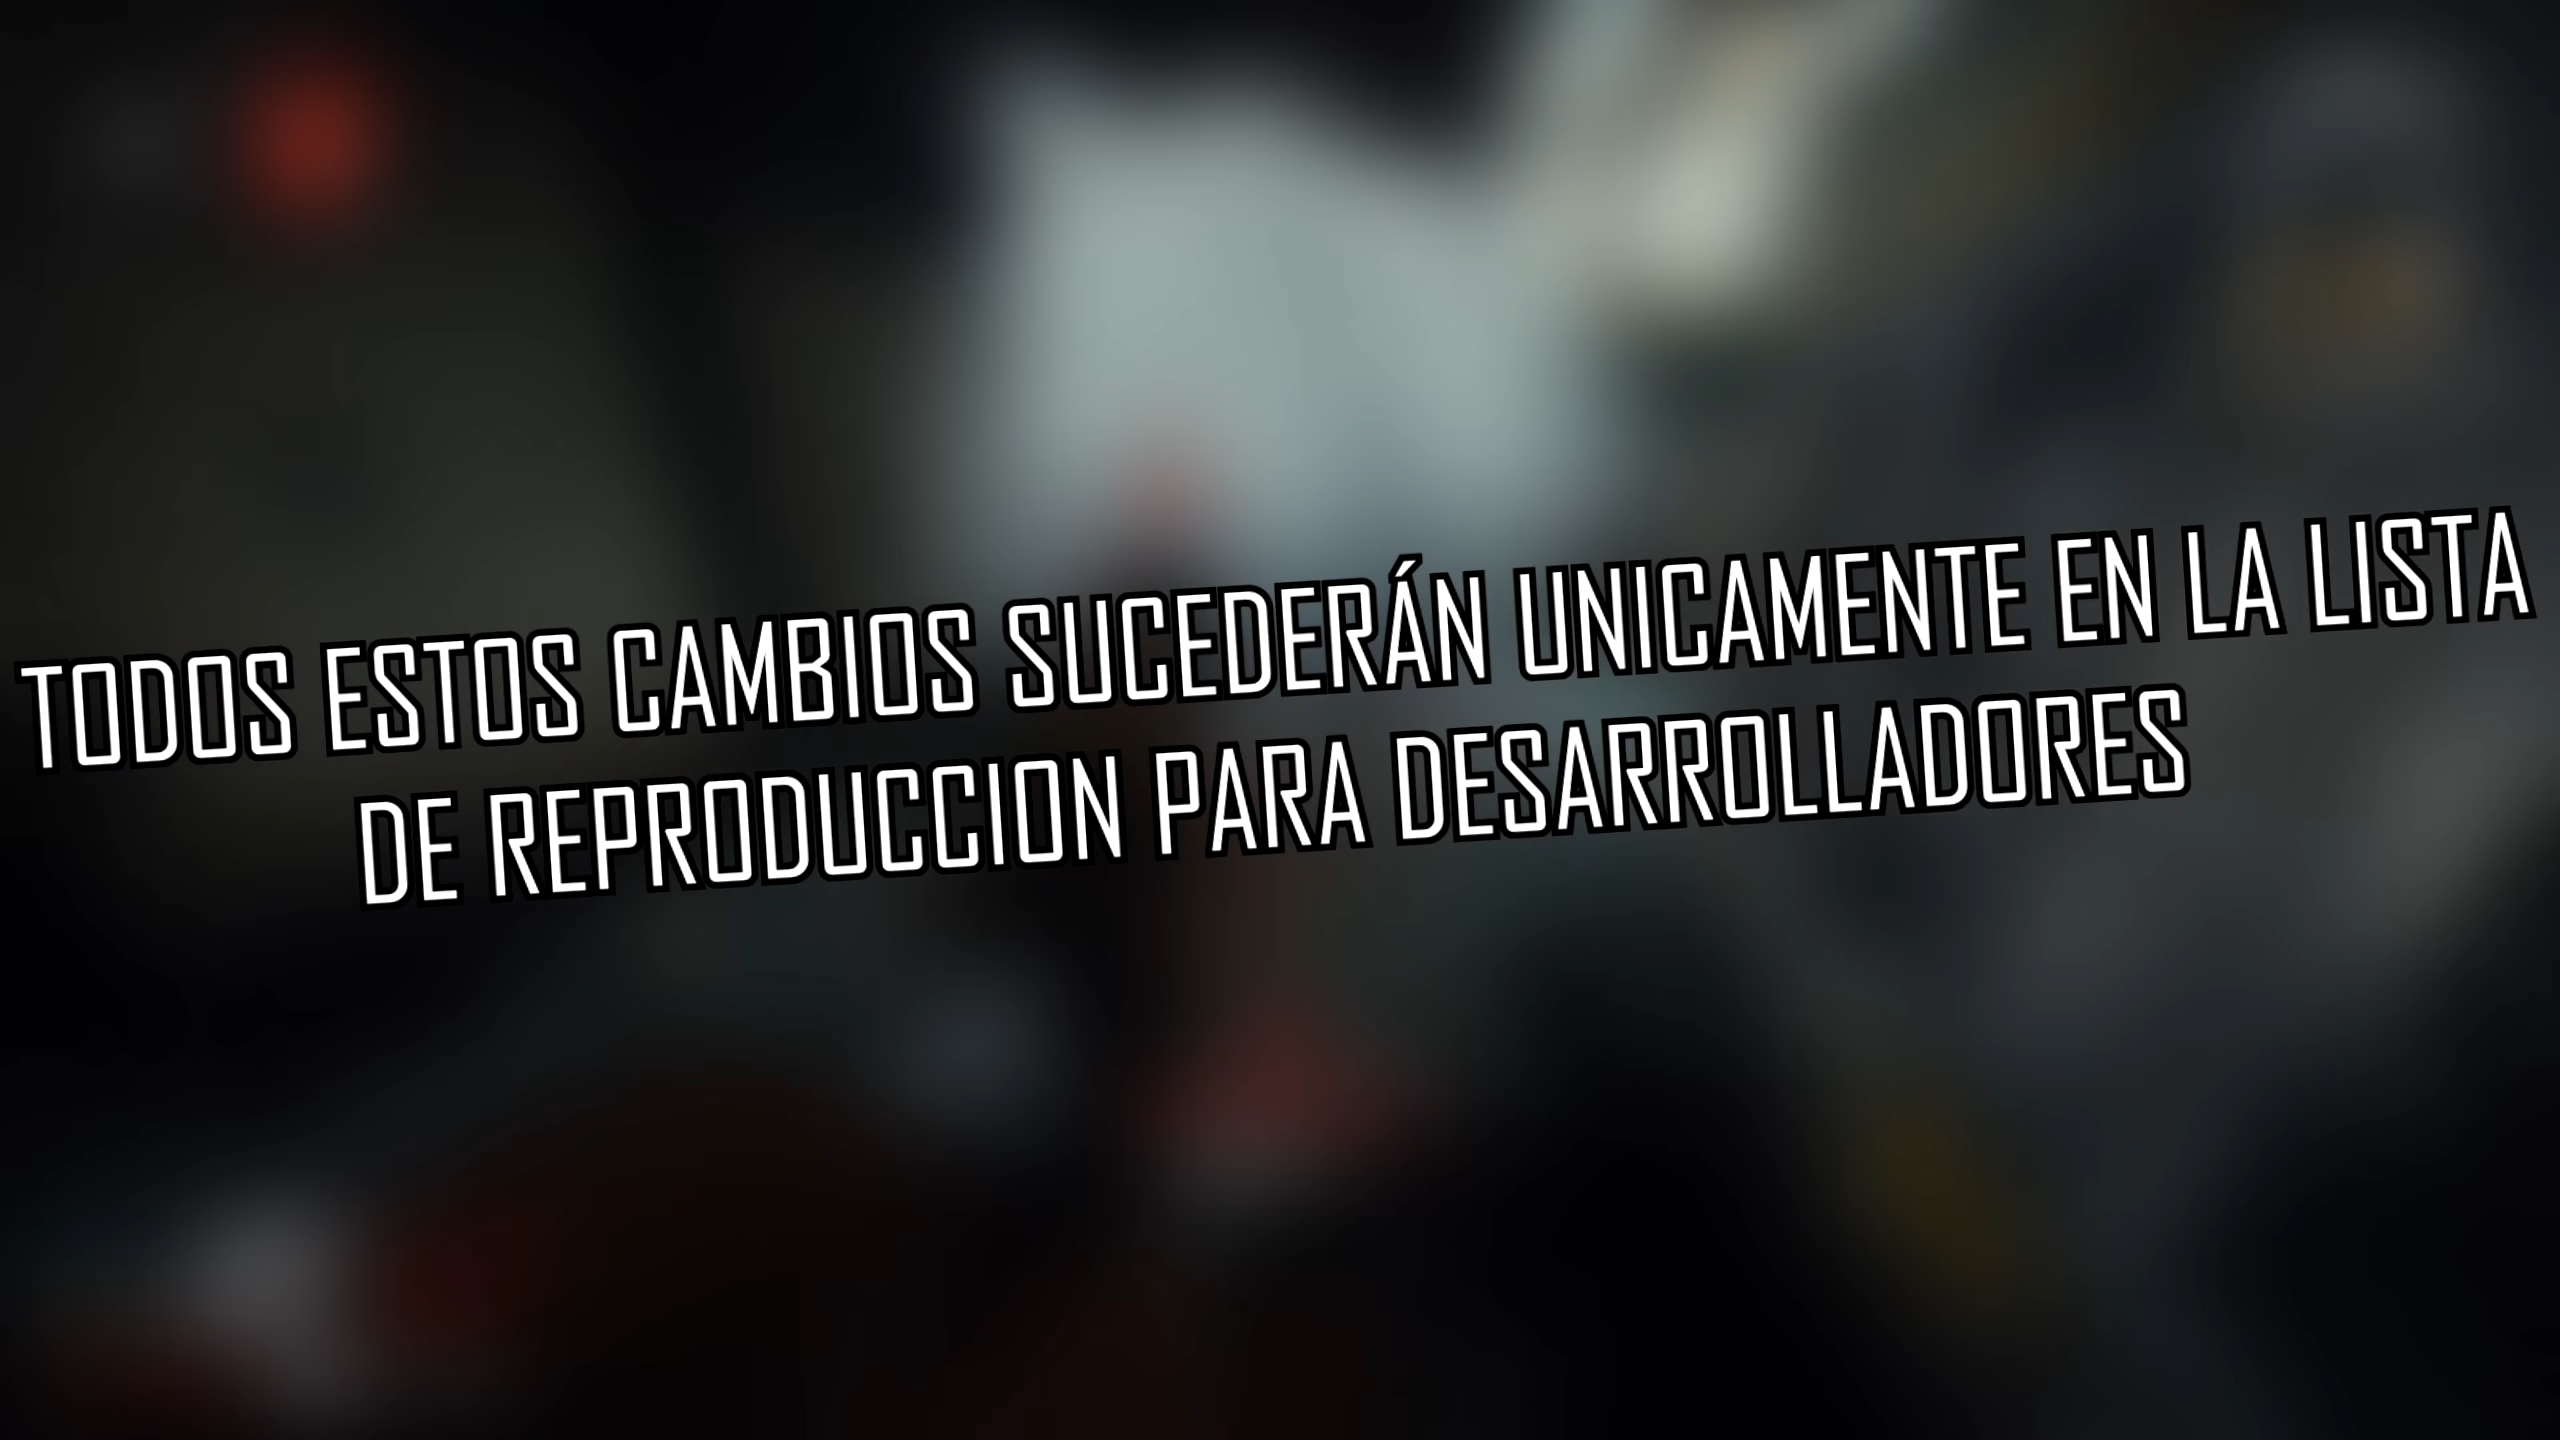 TODOS ESTOS CAMBIOS SUCEDERÁN UNICAMENTE EN LA LISTA
DE REPRODUCCION PARA DESARROLLADORES